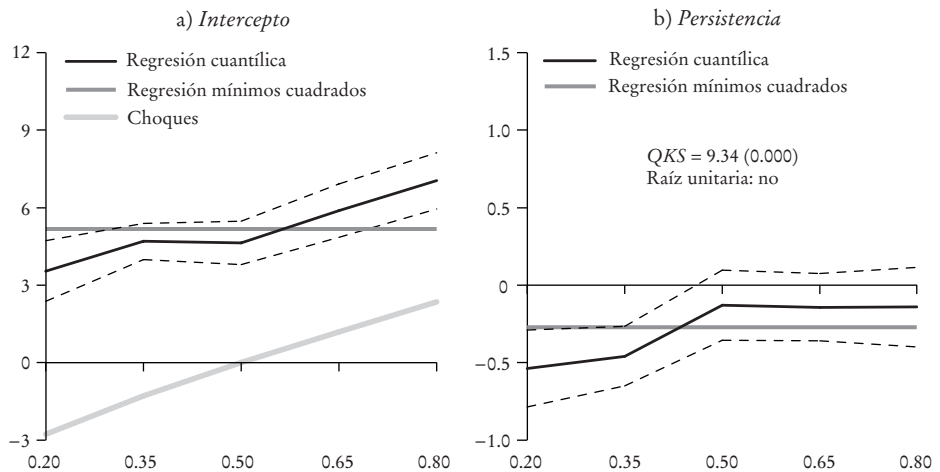 a) Intercepto
12
9
6
3
0
−3
0.20 0.35 0.50 0.65 0.80
Regresión cuantílica
Regresión mínimos cuadrados
Choques
b) Persistencia
1.5
1.0
0.5
0
−0.5
−1.0
0.20 0.35 0.50 0.65 0.80
Regresión cuantílica
Regresión mínimos cuadrados
QKS = 9.34 (0.000)
Raíz unitaria: no